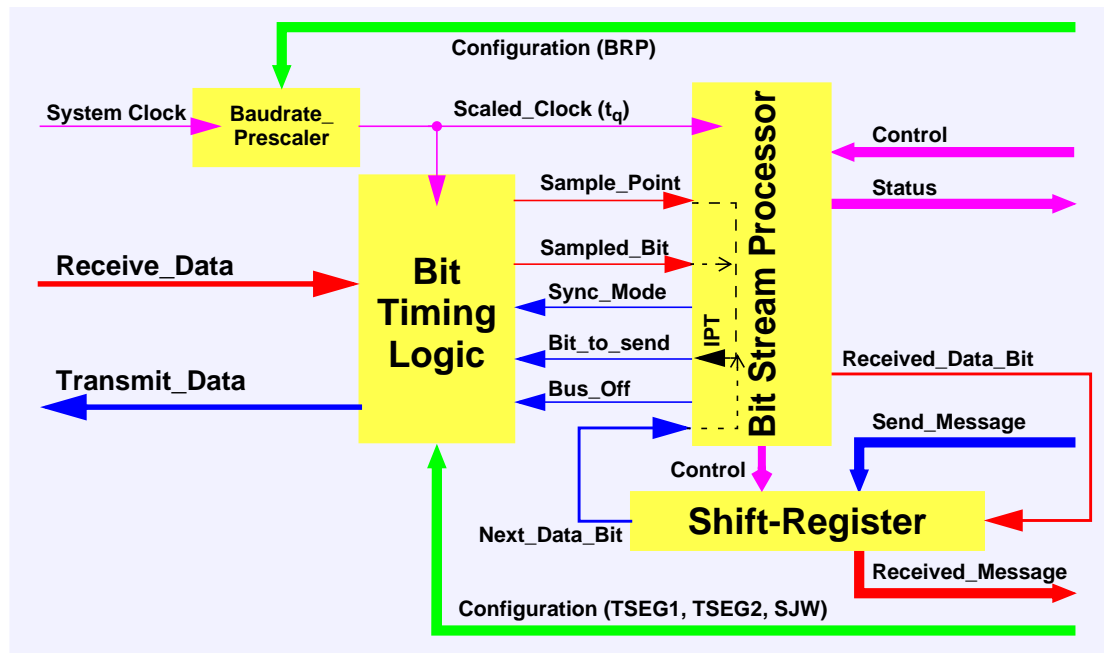 Configuration (BRP)
System Clock
Baudrate_
Prescaler
Scaled_Clock (tq)
Control
Status
Sample_Point
Receive_Data
Sampled_Bit
Bit
Timing
Logic
Sync_Mode
Bit_to_send
IPT
Bit Stream Processor
Received_Data_Bit
Transmit_Data
Bus_Off
Send_Message
Control
Shift-Register
Next_Data_Bit
Received_Message
Configuration (TSEG1, TSEG2, SJW)